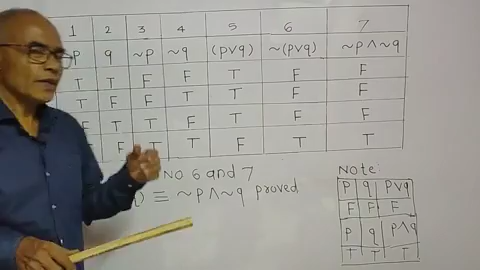 1 2 3 4 5 6 7
p q ~p ~q (p∨q) ~(p∨q) ~p∧~q
T T F F T F F
T F F T T F F
F T T F T F F
F T T F T T
NO 6 and 7
) ≡ ~p∧~q proved
Note:
p q p∨q
F F F
p q p∧q
T T T